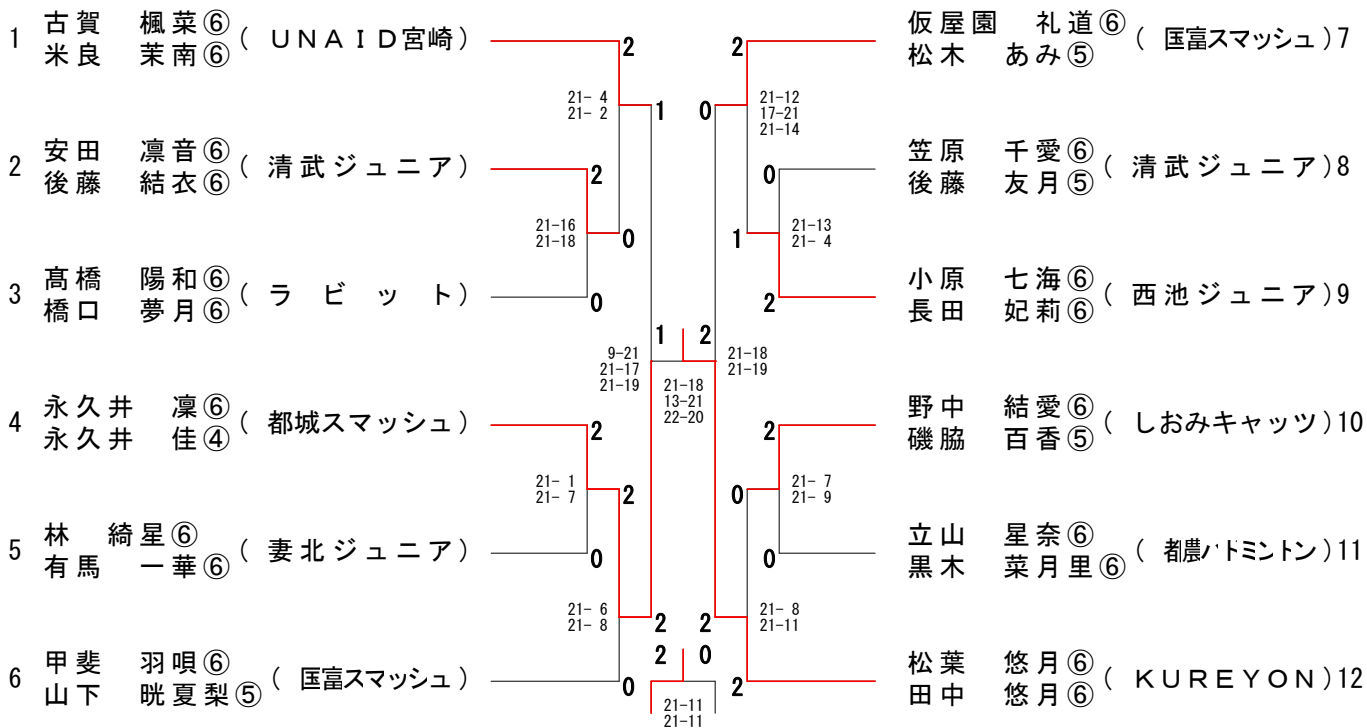 1 古賀 楓菜⑥
米良 茉南⑥ ( ＵＮＡＩＤ宮崎 )
2 安田 凛音⑥
後藤 結衣⑥ ( 清武ジュニア )
3 髙橋 陽和⑥
橋口 夢月⑥ ( ラビット )
4 永久井 凜⑥
永久井 佳④ ( 都城スマッシュ )
5 林 綺星⑥
有馬 一華⑥ ( 妻北ジュニア )
6 甲斐 羽唄⑥
山下 晄夏梨⑤ ( 国富スマッシュ )
2
21- 4
21- 2
1
2
21-16
21-18
0
0
1
9-21
21-17
21-19
2
21- 1
21- 7
2
0
21- 6
21- 8
2
0
21-18
13-21
22-20
2 0
21-11
21-11
2
0
21-12
17-21
21-14
0
1
21-13
21- 4
2
2
21-18
21-19
2
0
21- 7
21- 9
0
2
21- 8
21-11
2
仮屋園 礼道⑥
松木 あみ⑤ ( 国富スマッシュ ) 7
笠原 千愛⑥
後藤 友月⑤ ( 清武ジュニア ) 8
小原 七海⑥
長田 妃莉⑥ ( 西池ジュニア ) 9
野中 結愛⑥
磯脇 百香⑤ ( しおみキャッツ ) 10
立山 星奈⑥
黒木 菜月里⑥ ( 都農バドミントン ) 11
松葉 悠月⑥
田中 悠月⑥ ( ＫＵＲＥＹＯＮ ) 12